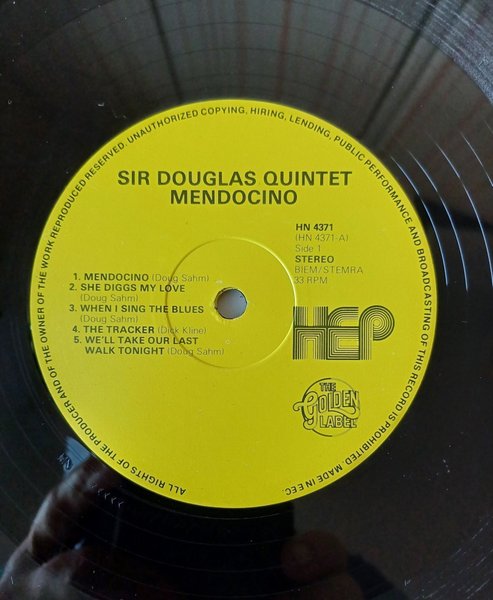 ALL RIGHTS OF THE PRODUCER AND OF THE OWNER OF THE WORK REPRODUCED RESERVED. UNAUTHORIZED COPYING, HIRING, LENDING, PUBLIC PERFORMANCE AND BROADCASTING OF THIS RECORD IS PROHIBITED. MADE IN EEC.
SIR DOUGLAS QUINTET
MENDOCINO
HN 4371
(HN 4371-A)
Side 1
STEREO
BIEM/STEMRA
33 RPM
1. MENDOCINO (Doug Sahm)
2. SHE DIGGS MY LOVE
(Doug Sahm)
3. WHEN I SING THE BLUES
(Doug Sahm)
4. THE TRACKER (Dick Kline)
5. WE'LL TAKE OUR LAST
WALK TONIGHT (Doug Sahm)
HEP
THE
GOLDEN
LABEL